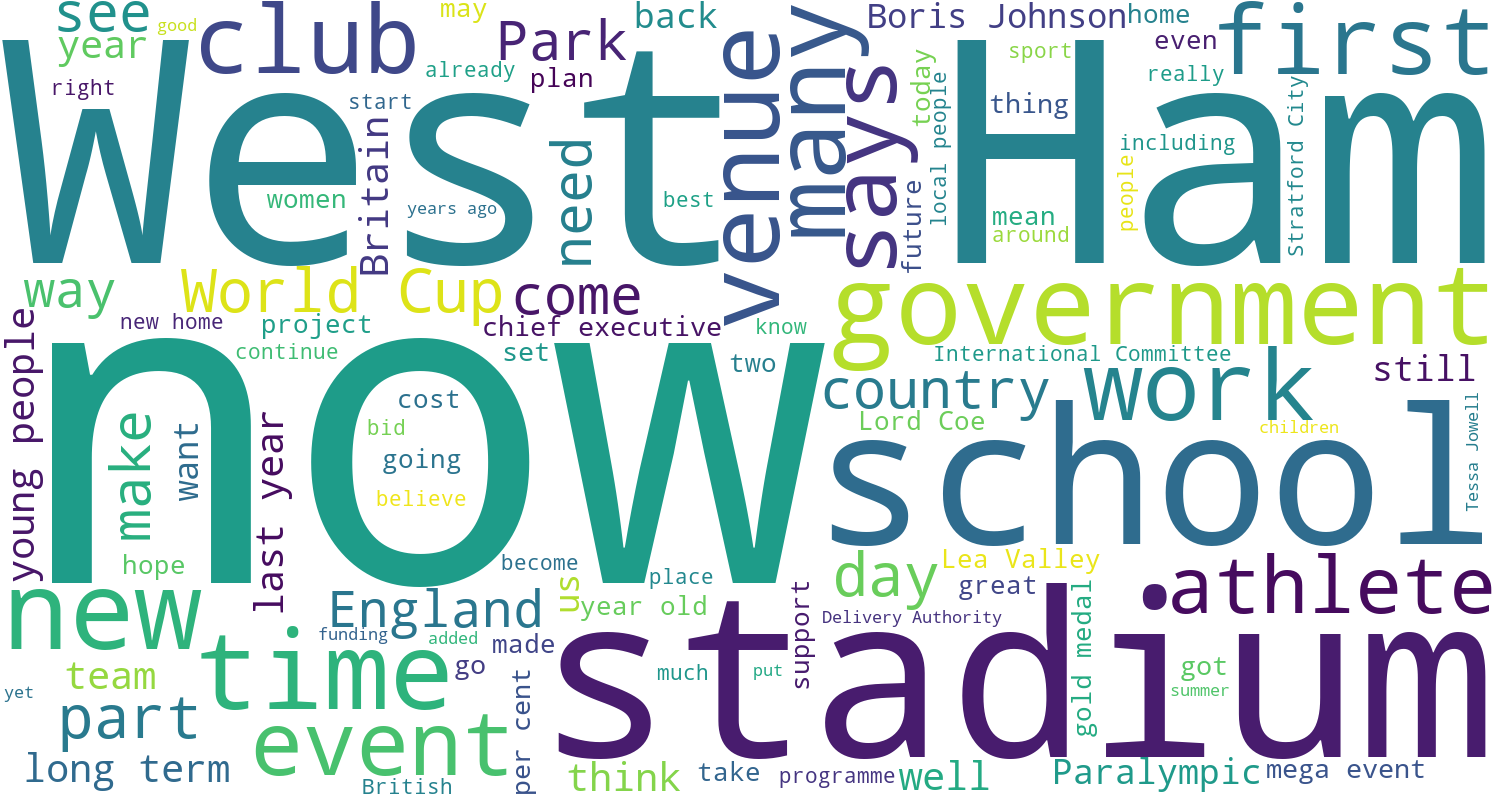 see
good
year
right
club
may
Park
already
plan
start
back
Boris Johnson
home
even
first
sport
really
West
Ham
venue
many
says
today
local people
thing
including
Stratford City
Britain
women
years ago
need
best
future
mean
around
people
way
World Cup
come
government
new home
project
chief executive
know
continue
set
two
International Committee
still
young people
now
country
work
Lord Coe
school
children
Tessa Jowell
make
want
last year
cost
bid
going
believe
hope
become
place
day
Lea Valley
great
athlete
new
England
us
year old
support
Delivery Authority
gold medal
stadium
time
funding
added
made
go
team
yet
part
event
per cent
much
put
got
summer
long term
British
think
take
programme
well
Paralympic
mega event